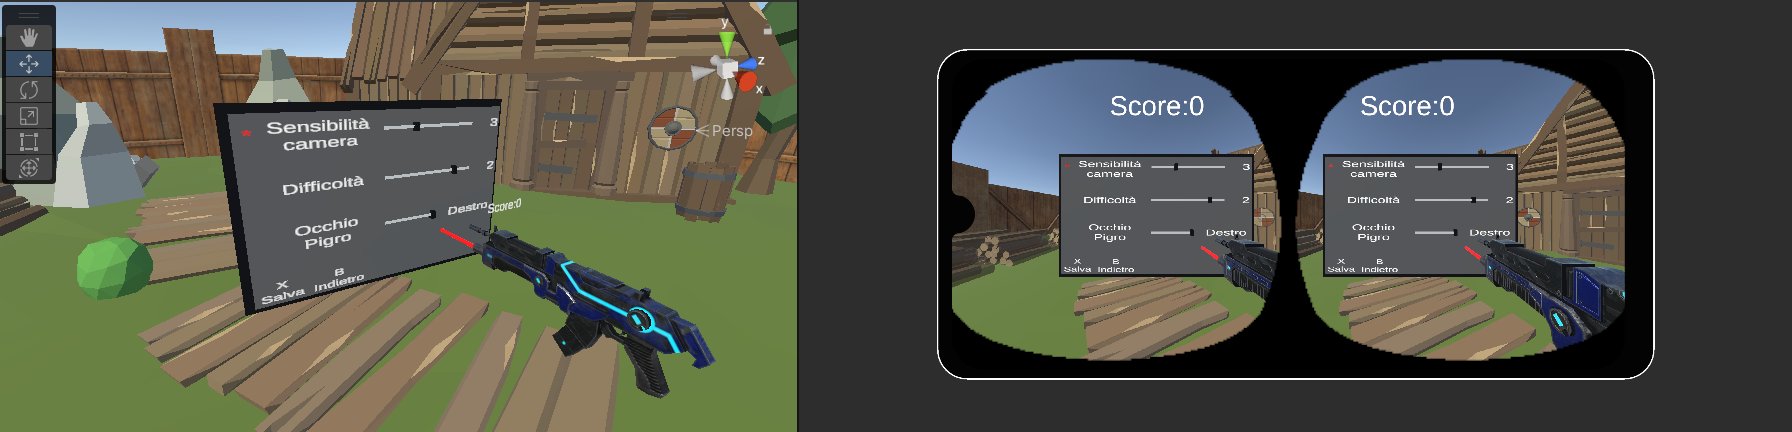 y
z
x
Persp
Sensibilità
camera
3
Difficoltà
2
Occhio
Pigro
Destro
Score:0
X
Salva
B
Indietro
Score:0
Sensibilità
camera
3
Difficoltà
2
Occhio
Pigro
Destro
X
Salva
B
Indietro
Score:0
Sensibilità
camera
3
Difficoltà
2
Occhio
Pigro
Destro
X
Salva
B
Indietro